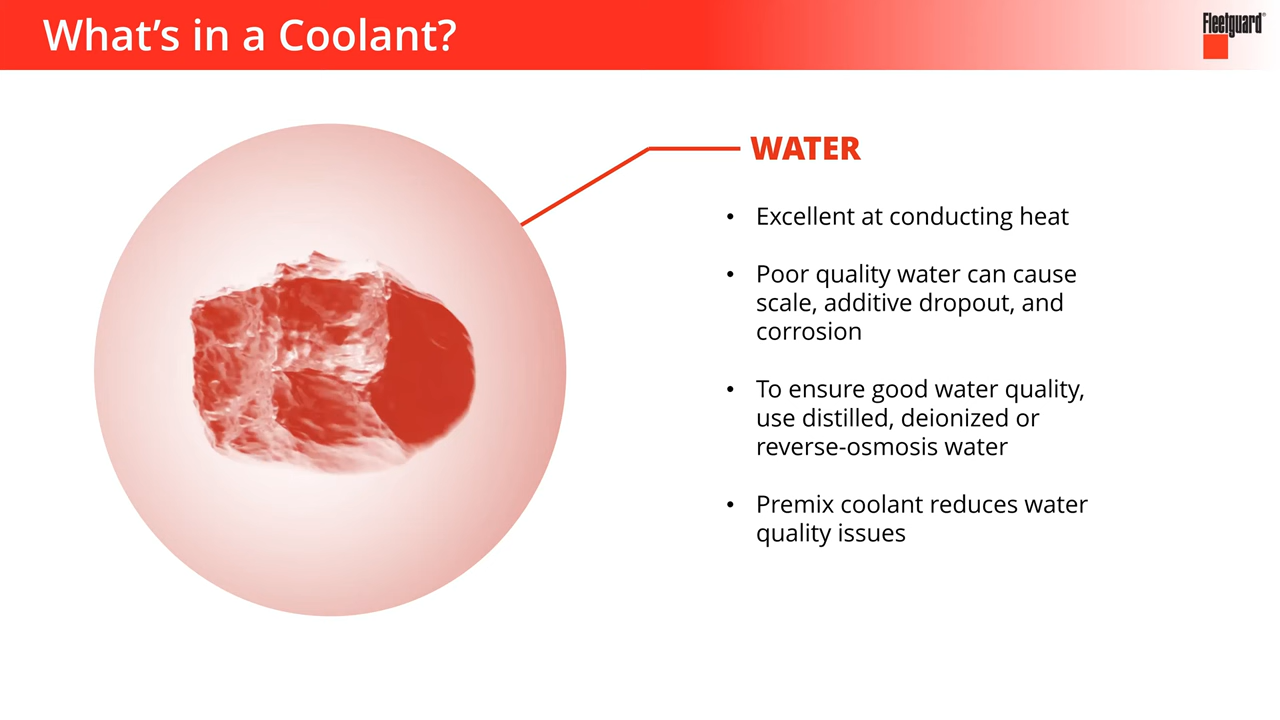 What's in a Coolant?
Fleetguard®
WATER
• Excellent at conducting heat
• Poor quality water can cause
scale, additive dropout, and
corrosion
• To ensure good water quality,
use distilled, deionized or
reverse-osmosis water
• Premix coolant reduces water
quality issues